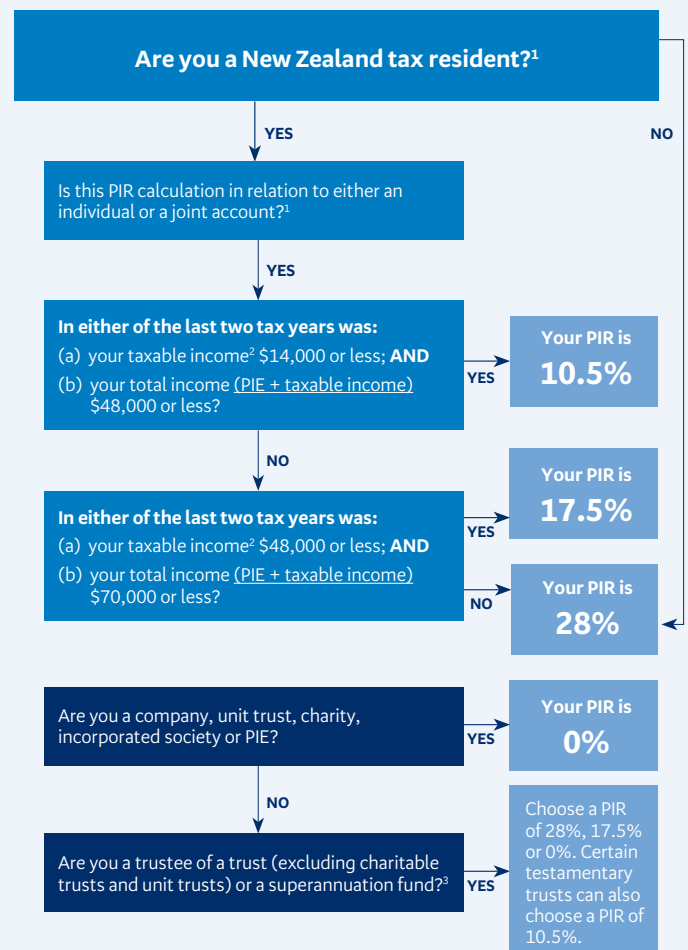 Are you a New Zealand tax resident?¹
YES
NO
Is this PIR calculation in relation to either an
individual or a joint account?¹
YES
In either of the last two tax years was:
(a) your taxable income² $14,000 or less; AND
(b) your total income (PIE + taxable income)
$48,000 or less?
YES
Your PIR is
10.5%
NO
In either of the last two tax years was:
(a) your taxable income² $48,000 or less; AND
(b) your total income (PIE + taxable income)
$70,000 or less?
YES
Your PIR is
17.5%
NO
Your PIR is
28%
Are you a company, unit trust, charity,
incorporated society or PIE?
YES
Your PIR is
0%
NO
Are you a trustee of a trust (excluding charitable
trusts and unit trusts) or a superannuation fund?³
YES
Choose a PIR
of 28%, 17.5%
or 0%. Certain
testamentary
trusts can also
choose a PIR of
10.5%.